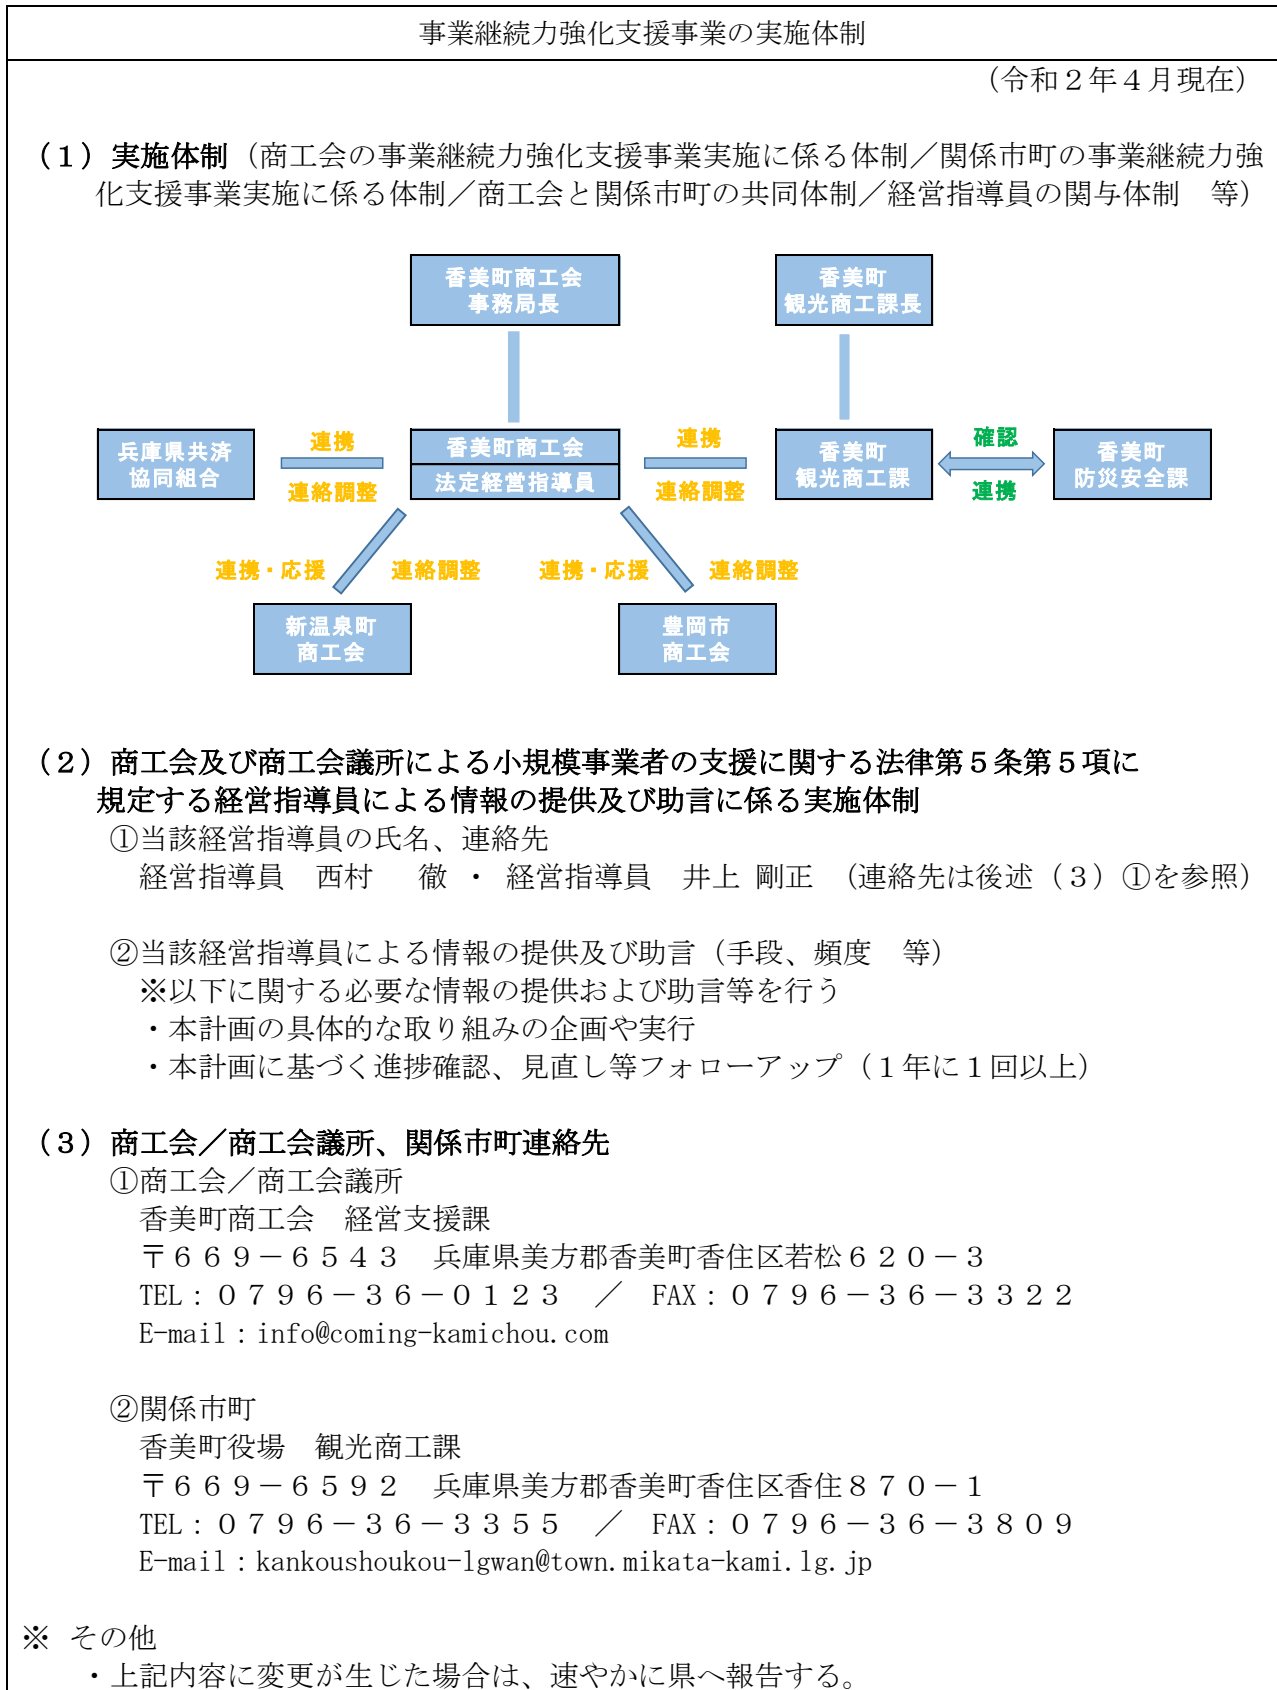 事業継続力強化支援事業の実施体制
（令和２年４月現在）
（１）実施体制（商工会の事業継続力強化支援事業実施に係る体制／関係市町の事業継続力強
化支援事業実施に係る体制／商工会と関係市町の共同体制／経営指導員の関与体制　等）
香美町商工会
事務局長
香美町
観光商工課長
兵庫県共済
協同組合
連携
連絡調整
香美町商工会
法定経営指導員
連携
連絡調整
香美町
観光商工課
確認
連携
香美町
防災安全課
連携・応援
連絡調整
連携・応援
連絡調整
新温泉町
商工会
豊岡市
商工会
（２）商工会及び商工会議所による小規模事業者の支援に関する法律第５条第５項に
規定する経営指導員による情報の提供及び助言に係る実施体制
①当該経営指導員の氏名、連絡先
経営指導員　西村　徹 ・ 経営指導員　井上 剛正 （連絡先は後述（３）①を参照）
②当該経営指導員による情報の提供及び助言（手段、頻度　等）
※以下に関する必要な情報の提供および助言等を行う
・本計画の具体的な取り組みの企画や実行
・本計画に基づく進捗確認、見直し等フォローアップ（１年に１回以上）
（３）商工会／商工会議所、関係市町連絡先
①商工会／商工会議所
香美町商工会　経営支援課
〒６６９－６５４３　兵庫県美方郡香美町香住区若松６２０－３
TEL：０７９６－３６－０１２３　／　FAX：０７９６－３６－３３２２
E-mail：info@coming-kamichou.com
②関係市町
香美町役場　観光商工課
〒６６９－６５９２　兵庫県美方郡香美町香住区香住８７０－１
TEL：０７９６－３６－３３５５　／　FAX：０７９６－３６－３８０９
E-mail：kankoushoukou-lgwan@town.mikata-kami.lg.jp
※ その他
・上記内容に変更が生じた場合は、速やかに県へ報告する。